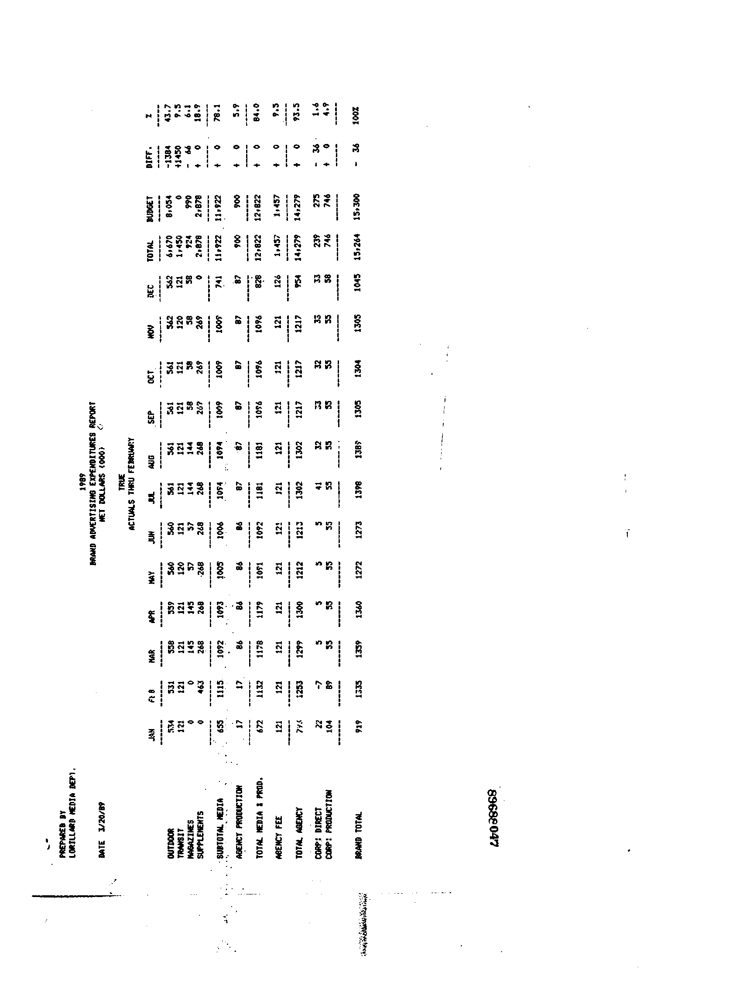 PREPARED BY
LORILLARD MEDIA DEPT.
DATE 3/20/89
1989
BRAND ADVERTISING EXPENDITURES REPORT
NET DOLLARS (000)
TRUE
ACTUALS THRU FEBRUARY
JAN FEB MAR APR MAY JUN JUL AUG SEP OCT NOV DEC TOTAL BUDGET DIFF. %
OUTDOOR 534 531 558 559 560 560 561 561 561 561 562 562 6,670 8,054 -1384 43.7
TRANSIT 121 121 121 121 120 121 121 121 121 121 120 121 1,450 0 +1450 9.5
MAGAZINES 0 0 145 145 57 57 144 144 58 58 58 58 924 990 - 66 6.1
SUPPLEMENTS 0 463 268 268 268 268 268 268 267 269 269 0 2,878 2,878 + 0 18.9
SUBTOTAL MEDIA 655 1115 1092 1093 1005 1006 1094 1094 1009 1009 1009 741 11,922 11,922 + 0 78.1
AGENCY PRODUCTION 17 17 86 86 86 86 87 87 87 87 87 87 900 900 + 0 5.9
TOTAL MEDIA & PROD. 672 1132 1178 1179 1091 1092 1181 1181 1096 1096 1096 828 12,822 12,822 + 0 84.0
AGENCY FEE 121 121 121 121 121 121 121 121 121 121 121 126 1,457 1,457 + 0 9.5
TOTAL AGENCY 793 1253 1299 1300 1212 1213 1302 1302 1217 1217 1217 954 14,279 14,279 + 0 93.5
CORP: DIRECT 22 -7 5 5 5 5 41 32 33 32 33 33 239 275 - 36 1.6
CORP: PRODUCTION 104 89 55 55 55 55 55 55 55 55 55 58 746 746 + 0 4.9
BRAND TOTAL 919 1335 1359 1360 1272 1273 1398 1389 1305 1304 1305 1045 15,264 15,300 - 36 100%